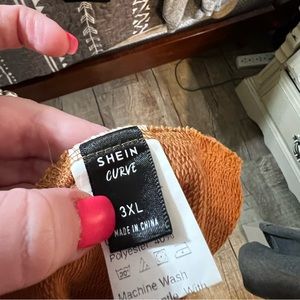 SHEIN
CURVE
3XL
MADE IN CHINA
Polyester
Machine Wash